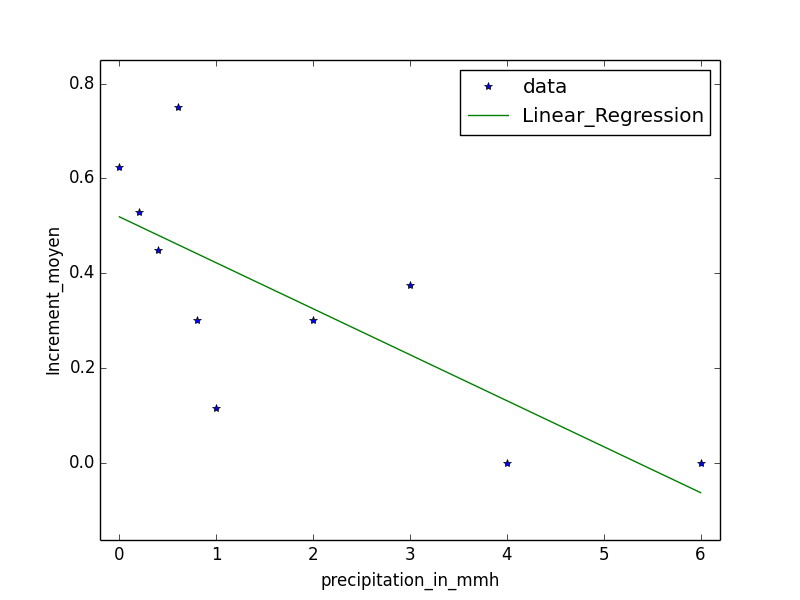 data
Linear_Regression
0.8
0.6
0.4
0.2
0.0
Increment_moyen
0 1 2 3 4 5 6
precipitation_in_mmh